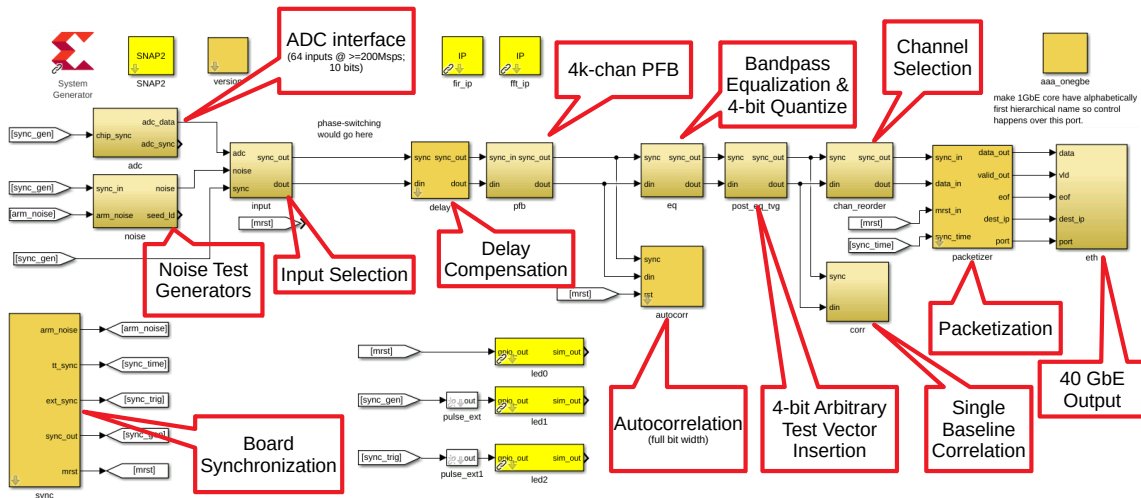 System
Generator
SNAP2
SNAP2
version
ADC interface
(64 inputs @ >=200Msps;
10 bits)
IP
fir_ip
IP
fft_ip
4k-chan PFB
Bandpass
Equalization &
4-bit Quantize
Channel
Selection
aaa_onegbe
make 1GbE core have alphabetically
first hierarchical name so control
happens over this port.
phase-switching
would go here
[sync_gen]
chip_sync
adc_data
adc_sync
adc
[sync_gen]
[arm_noise]
sync_in
arm_noise
noise
seed_ld
noise
[sync_gen]
adc
noise
sync
sync_out
dout
input
[mrst]
sync
din
sync_out
dout
delay
sync_in
din
sync_out
dout
pfb
sync
din
sync_out
dout
eq
sync
din
sync_out
dout
post_eq_tvg
sync
din
sync_out
dout
chan_reorder
[mrst]
[sync_time]
sync_in
data_in
mrst_in
sync_time
data_out
valid_out
eof
dest_ip
port
packetizer
data
vld
eof
dest_ip
port
eth
Noise Test
Generators
Input Selection
Delay
Compensation
[mrst]
sync
din
rst
autocorr
sync
din
corr
Packetization
40 GbE
Output
arm_noise
tt_sync
ext_sync
sync_out
mrst
sync
[arm_noise]
[sync_time]
[sync_trig]
[sync_gen]
[mrst]
Board
Synchronization
[mrst]
gpio_out
sim_out
led0
[sync_gen]
out
pulse_ext
gpio_out
sim_out
led1
[sync_trig]
out
pulse_ext1
gpio_out
sim_out
led2
Autocorrelation
(full bit width)
4-bit Arbitrary
Test Vector
Insertion
Single
Baseline
Correlation